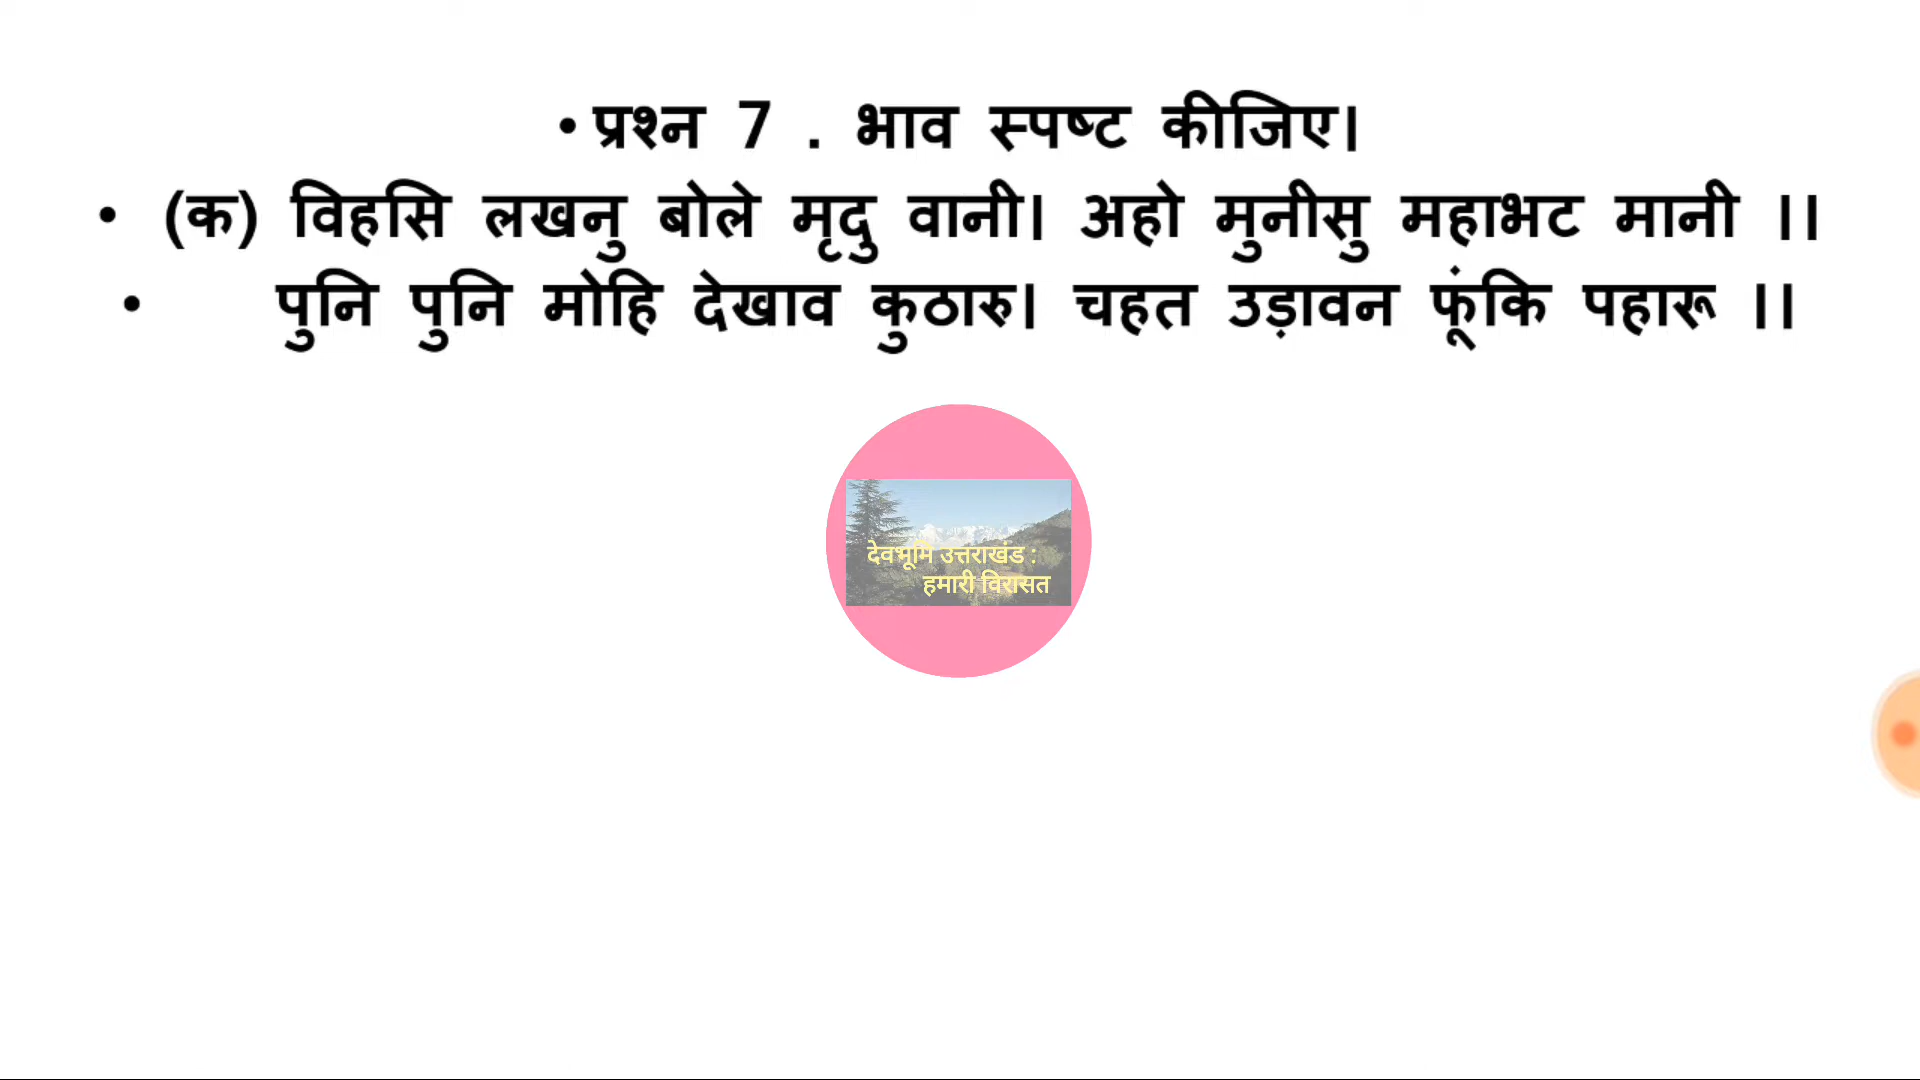 • प्रश्न 7 . भाव स्पष्ट कीजिए।
• (क) विहसि लखनु बोले मृदु वानी। अहो मुनीसु महाभट मानी ।।
• पुनि पुनि मोहि देखाव कुठारु। चहत उड़ावन फूंकि पहारू ।।
देवभूमि उत्तराखंड :
हमारी विरासत